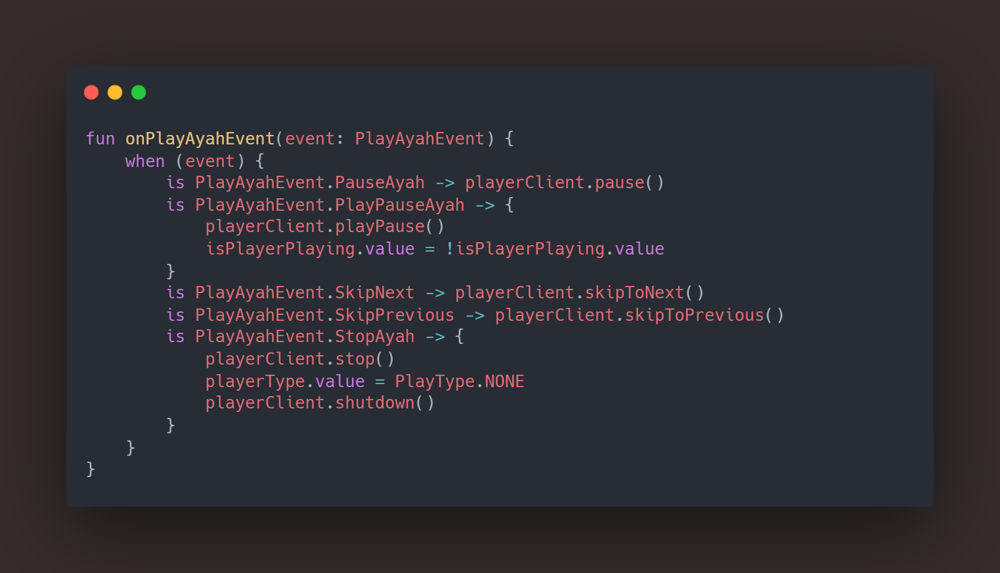 fun onPlayAyahEvent(event: PlayAyahEvent) {
    when (event) {
        is PlayAyahEvent.PauseAyah -> playerClient.pause()
        is PlayAyahEvent.PlayPauseAyah -> {
            playerClient.playPause()
            isPlayerPlaying.value = !isPlayerPlaying.value
        }
        is PlayAyahEvent.SkipNext -> playerClient.skipToNext()
        is PlayAyahEvent.SkipPrevious -> playerClient.skipToPrevious()
        is PlayAyahEvent.StopAyah -> {
            playerClient.stop()
            playerType.value = PlayType.NONE
            playerClient.shutdown()
        }
    }
}